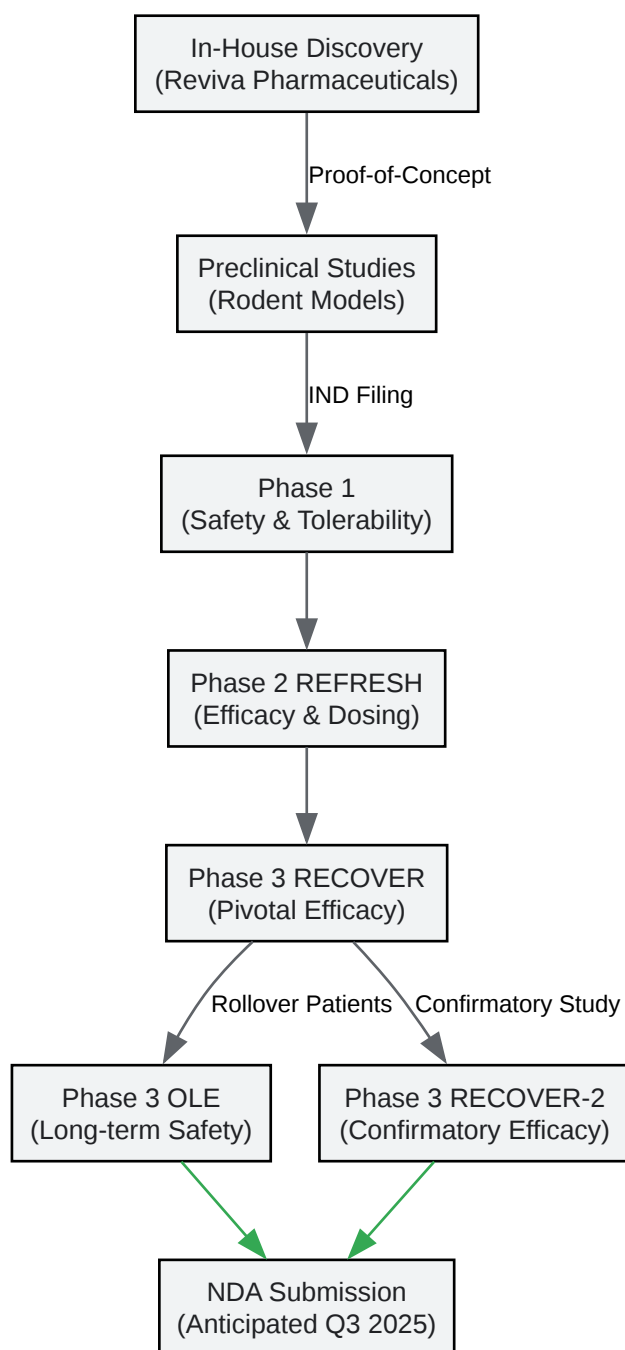 In-House Discovery
(Reviva Pharmaceuticals)
Proof-of-Concept
Preclinical Studies
(Rodent Models)
IND Filing
Phase 1
(Safety & Tolerability)
Phase 2 REFRESH
(Efficacy & Dosing)
Phase 3 RECOVER
(Pivotal Efficacy)
Rollover Patients
Confirmatory Study
Phase 3 OLE
(Long-term Safety)
Phase 3 RECOVER-2
(Confirmatory Efficacy)
NDA Submission
(Anticipated Q3 2025)